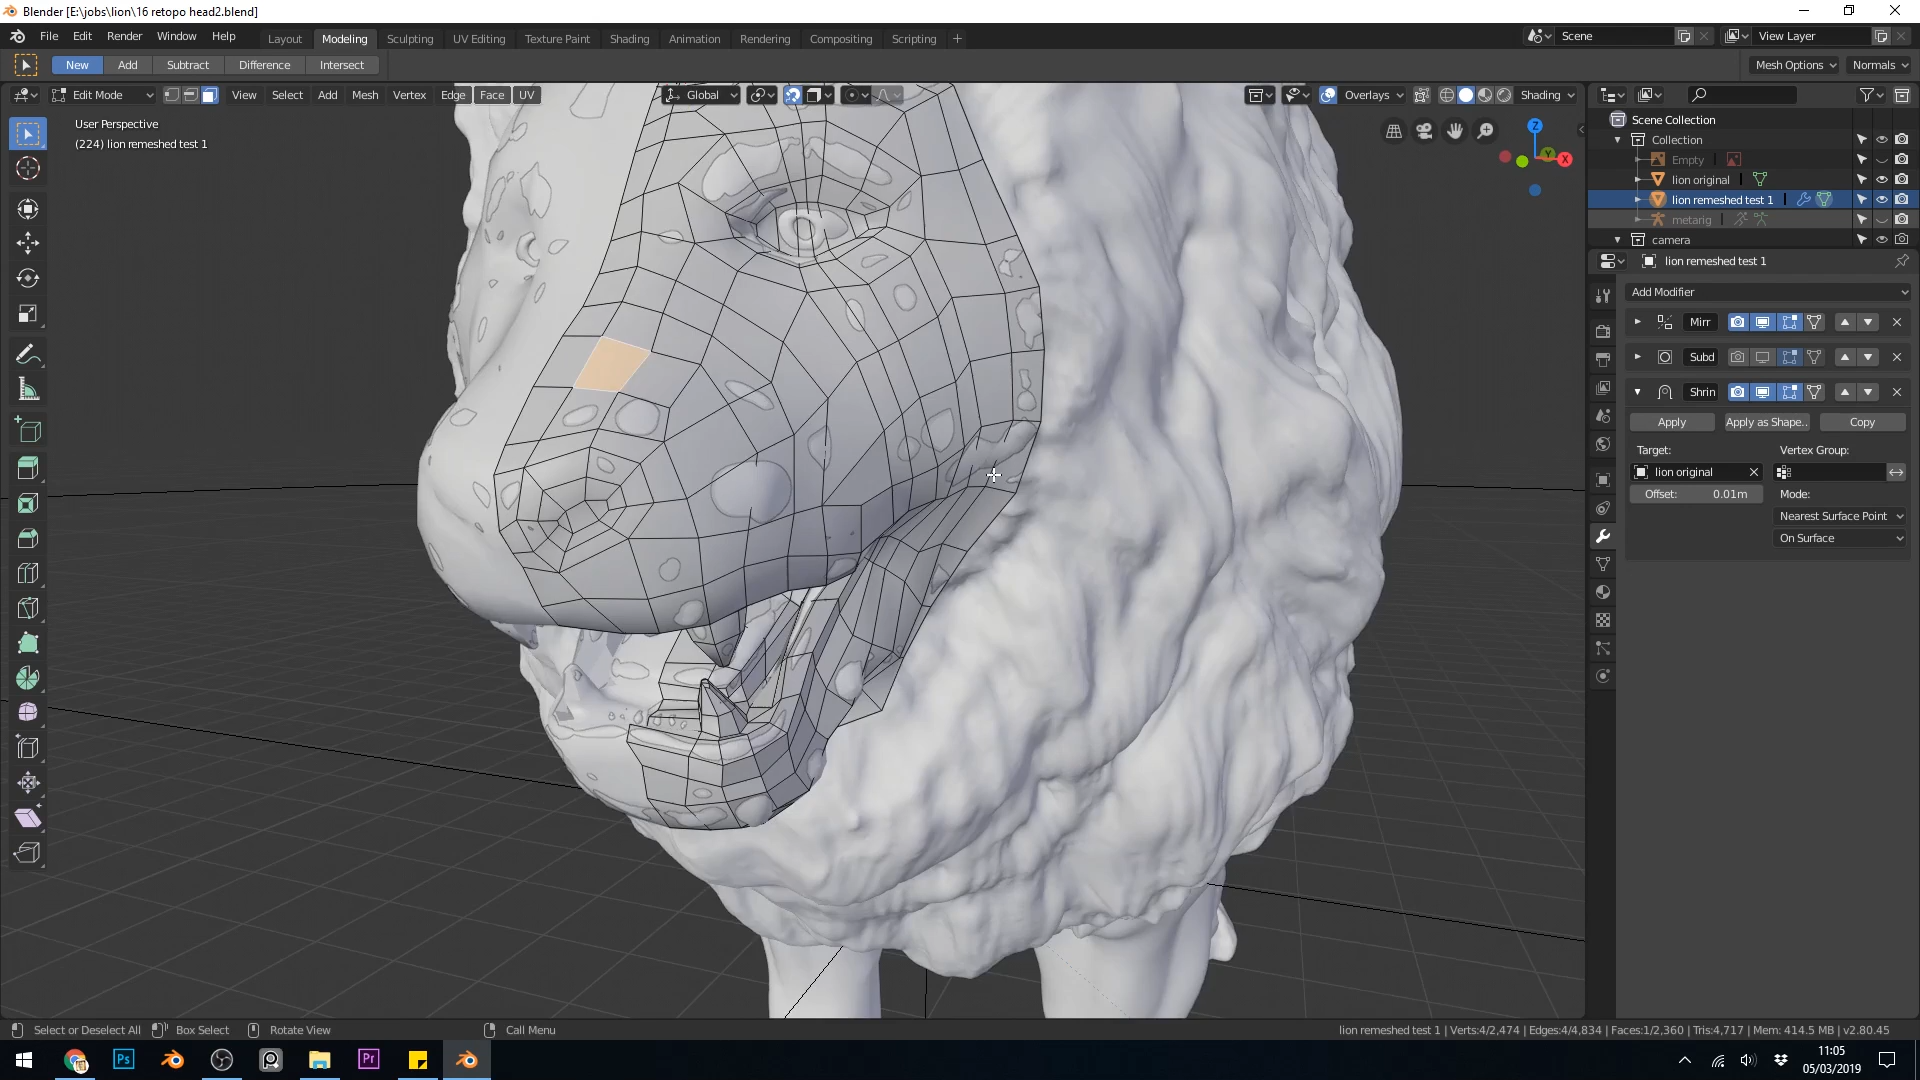 Blender [E:\jobs\lion\16 retopo head2.blend]
File Edit Render Window Help Layout Modeling Sculpting UV Editing Texture Paint Shading Animation Rendering Compositing Scripting + Scene View Layer
New Add Subtract Difference Intersect Mesh Options Normals
Edit Mode View Select Add Mesh Vertex Edge Face UV Global Overlays Shading
User Perspective
(224) lion remeshed test 1
Z
Y
X
Scene Collection
Collection
Empty
lion original
lion remeshed test 1
metarig
camera
lion remeshed test 1
Add Modifier
Mirr
Subd
Shrin
Apply Apply as Shape.. Copy
Target: Vertex Group:
lion original
Offset: 0.01m Mode:
Nearest Surface Point
On Surface
Select or Deselect All Box Select Rotate View Call Menu lion remeshed test 1 | Verts:4/2,474 | Edges:4/4,834 | Faces:1/2,360 | Tris:4,717 | Mem: 414.5 MB | v2.80.45
Ps Pr
11:05
05/03/2019